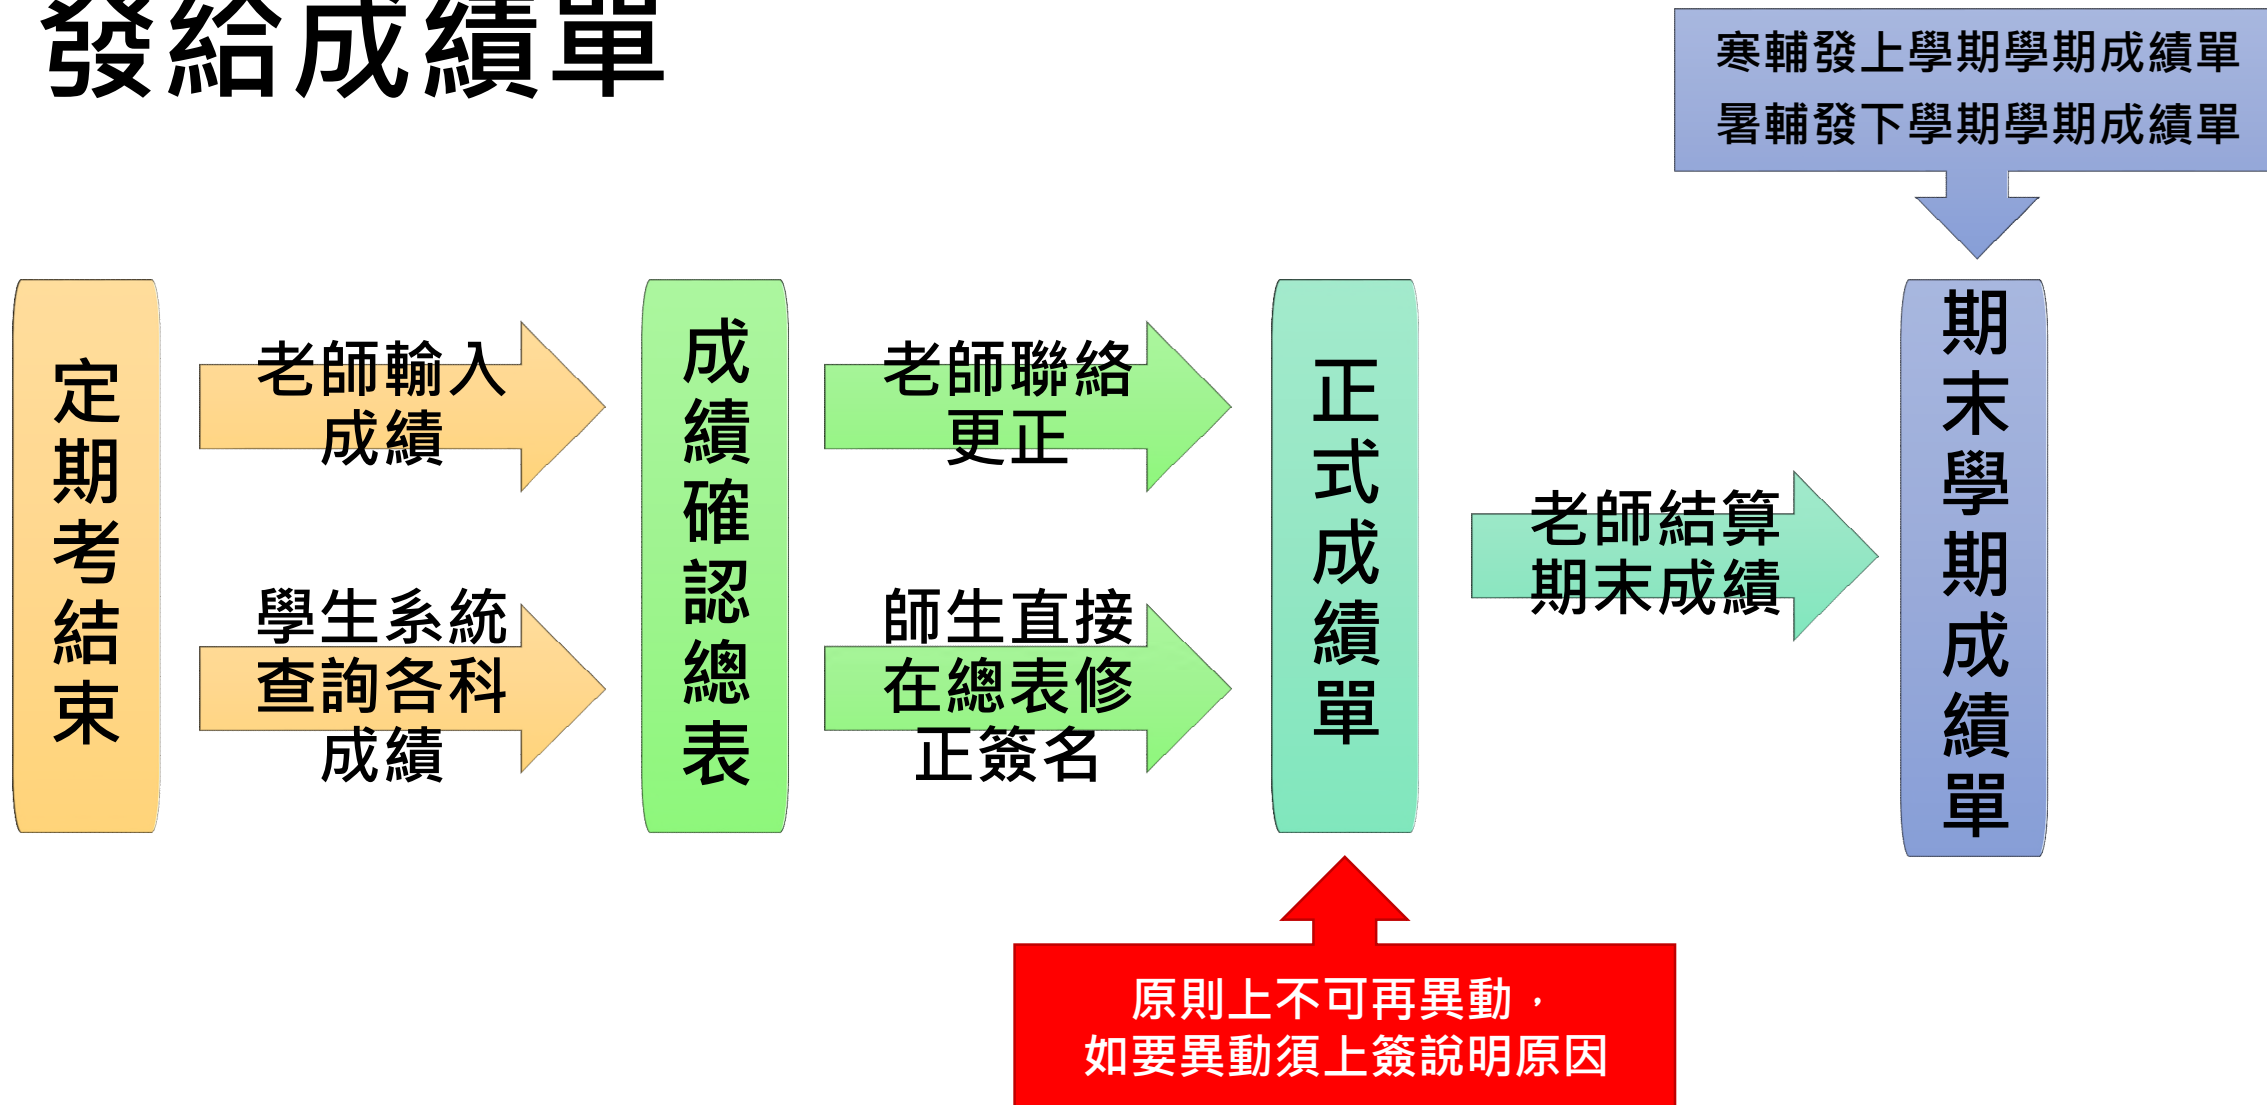 發給成績單
寒輔發上學期學期成績單
暑輔發下學期學期成績單
定期考結束
老師輸入
成績
學生系統
查詢各科
成績
成績確認總表
老師聯絡
更正
師生直接
在總表修
正簽名
正式成績單
老師結算
期末成績
期末學期成績單
原則上不可再異動，
如要異動須上簽說明原因